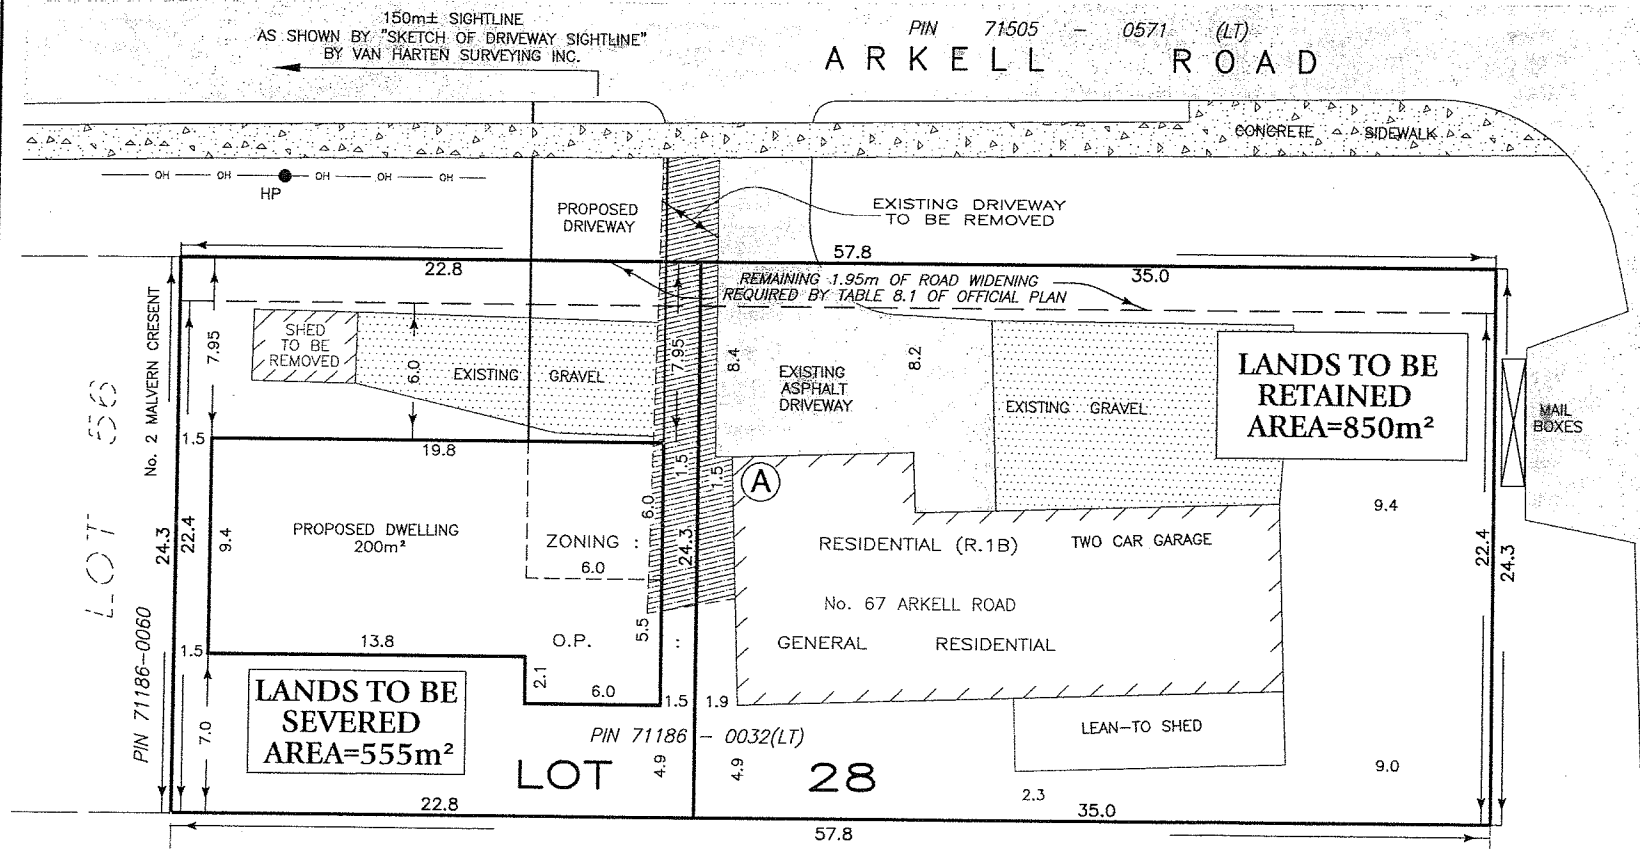 150m± SIGHTLINE
AS SHOWN BY "SKETCH OF DRIVEWAY SIGHTLINE"
BY VAN HARTEN SURVEYING INC.
PIN 71505 - 0571 (LT)
ARKELL ROAD
CONCRETE SIDEWALK
OH OH OH OH OH
HP
PROPOSED
DRIVEWAY
EXISTING DRIVEWAY
TO BE REMOVED
57.8
22.8
35.0
REMAINING 1.95m OF ROAD WIDENING
REQUIRED BY TABLE 8.1 OF OFFICIAL PLAN
No. 2 MALVERN CRESENT
LOT 56
PIN 71186-0060
7.95
SHED
TO BE
REMOVED
6.0
EXISTING GRAVEL
7.95
8.4
EXISTING
ASPHALT
DRIVEWAY
8.2
EXISTING GRAVEL
LANDS TO BE
RETAINED
AREA=850m²
MAIL
BOXES
1.5
19.8
1.5
1.5
A
6.0
24.3
22.4
9.4
PROPOSED DWELLING
200m²
ZONING :
6.0
24.3
RESIDENTIAL (R.1B)
TWO CAR GARAGE
9.4
22.4
24.3
No. 67 ARKELL ROAD
13.8
O.P. :
5.5
GENERAL RESIDENTIAL
1.5
2.1
6.0
1.5
1.9
LANDS TO BE
SEVERED
AREA=555m²
7.0
PIN 71186 - 0032(LT)
LEAN-TO SHED
4.9
4.9
LOT 28
9.0
2.3
22.8
35.0
57.8